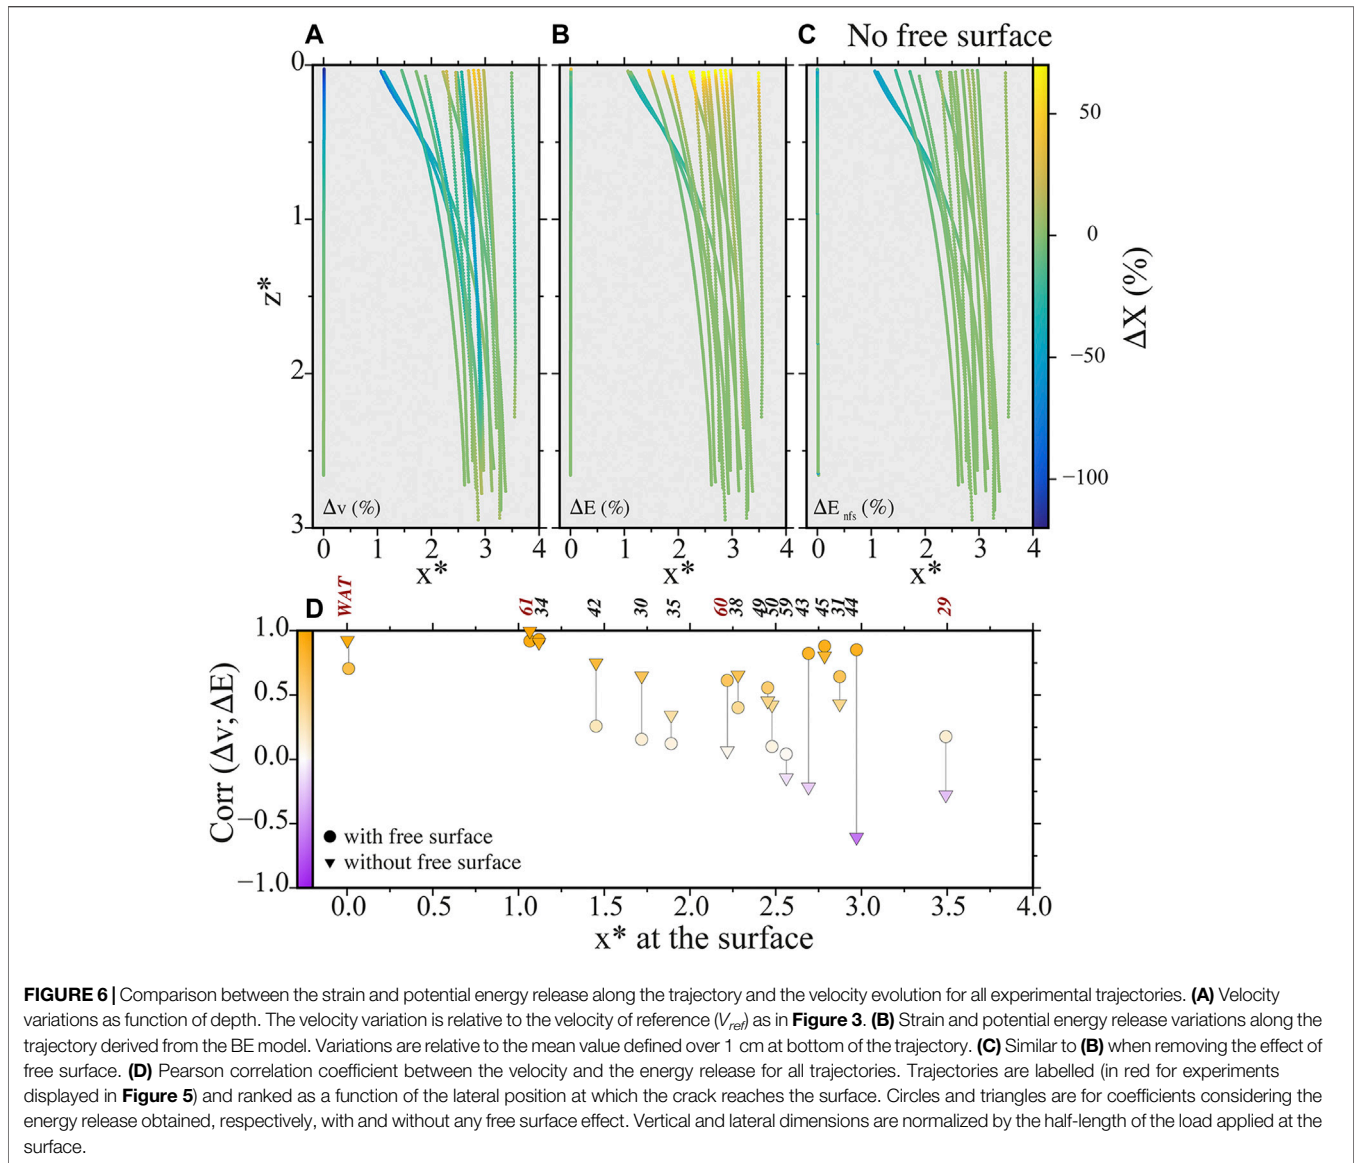 A B C No free surface
0
1
2
3
z*
Δv (%) ΔE (%) ΔE nfs (%)
0 1 2 3 4 0 1 2 3 4 0 1 2 3 4
x* x* x*
50
0
−50
−100
ΔX (%)
D
WAT 61 34 42 30 35 60 38 49 50 59 43 45 31 44 29
1.0
0.5
0.0
−0.5
−1.0
Corr (Δv;ΔE)
with free surface
without free surface
0.0 0.5 1.0 1.5 2.0 2.5 3.0 3.5 4.0
x* at the surface
FIGURE 6 | Comparison between the strain and potential energy release along the trajectory and the velocity evolution for all experimental trajectories. (A) Velocity
variations as function of depth. The velocity variation is relative to the velocity of reference (Vref) as in Figure 3. (B) Strain and potential energy release variations along the
trajectory derived from the BE model. Variations are relative to the mean value defined over 1 cm at bottom of the trajectory. (C) Similar to (B) when removing the effect of
free surface. (D) Pearson correlation coefficient between the velocity and the energy release for all trajectories. Trajectories are labelled (in red for experiments
displayed in Figure 5) and ranked as a function of the lateral position at which the crack reaches the surface. Circles and triangles are for coefficients considering the
energy release obtained, respectively, with and without any free surface effect. Vertical and lateral dimensions are normalized by the half-length of the load applied at the
surface.